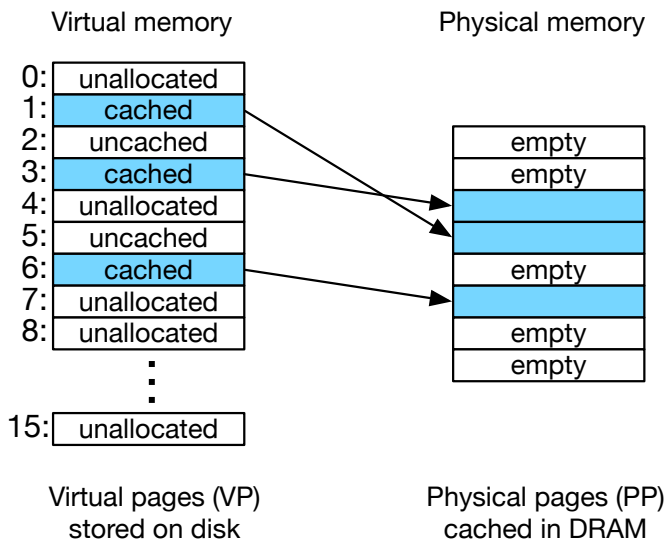 Virtual memory
Physical memory
0: unallocated
1: cached
2: uncached
3: cached
4: unallocated
5: uncached
6: cached
7: unallocated
8: unallocated
15: unallocated
empty
empty
empty
empty
empty
Virtual pages (VP)
stored on disk
Physical pages (PP)
cached in DRAM